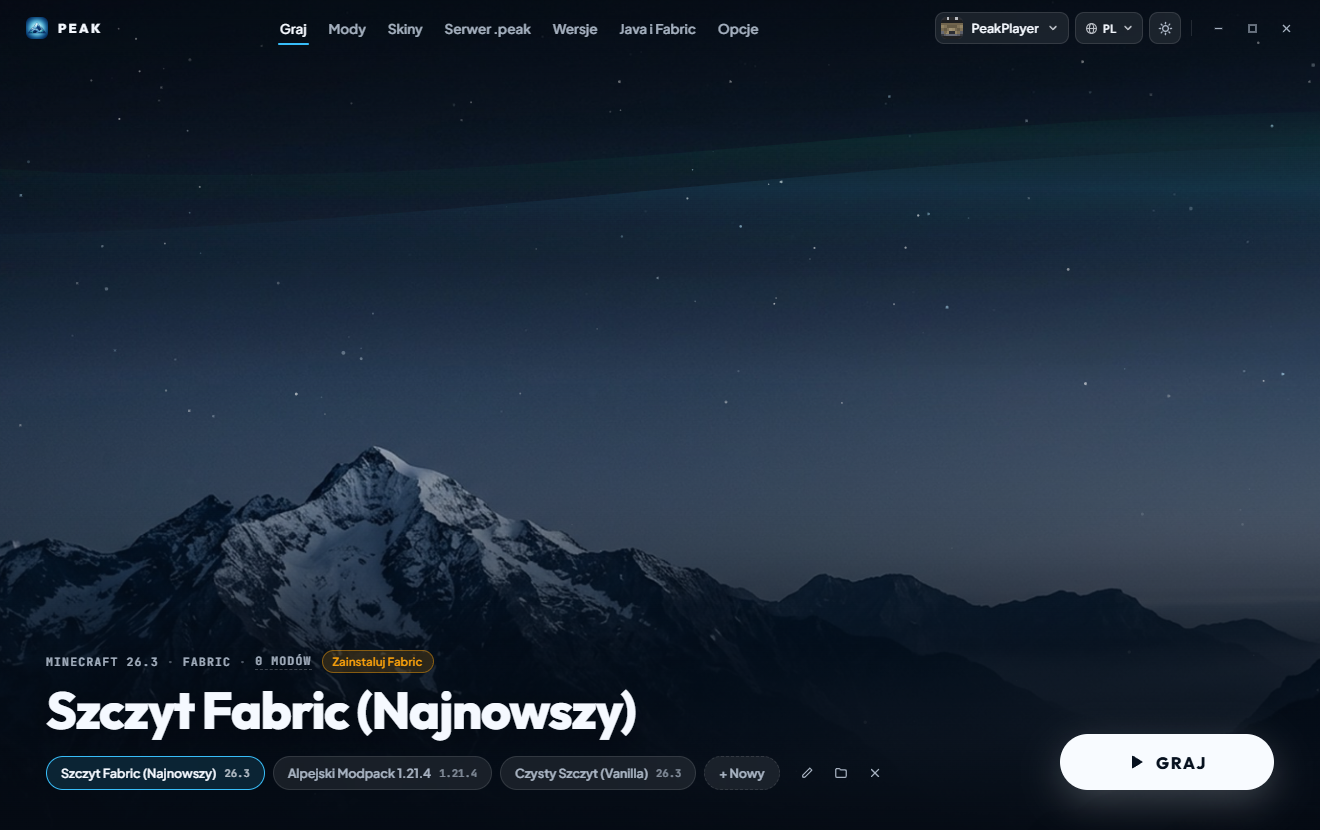 PEAK Graj Mody Skiny Serwer .peak Wersje Java i Fabric Opcje PeakPlayer PL
MINECRAFT 26.3 · FABRIC · 0 MODÓW Zainstaluj Fabric
Szczyt Fabric (Najnowszy)
Szczyt Fabric (Najnowszy) 26.3 Alpejski Modpack 1.21.4 1.21.4 Czysty Szczyt (Vanilla) 26.3 + Nowy
GRAJ